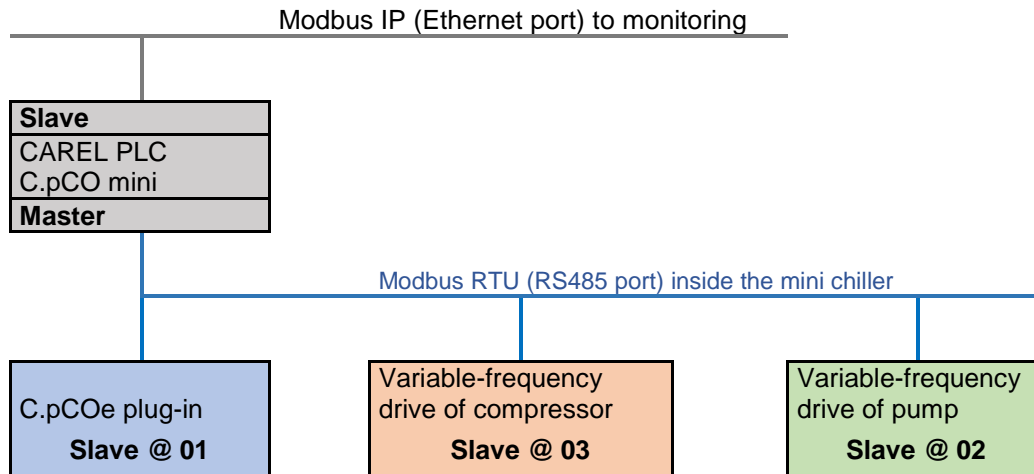 Modbus IP (Ethernet port) to monitoring
Slave
CAREL PLC
C.pCO mini
Master
Modbus RTU (RS485 port) inside the mini chiller
C.pCOe plug-in
Slave @ 01
Variable-frequency
drive of compressor
Slave @ 03
Variable-frequency
drive of pump
Slave @ 02